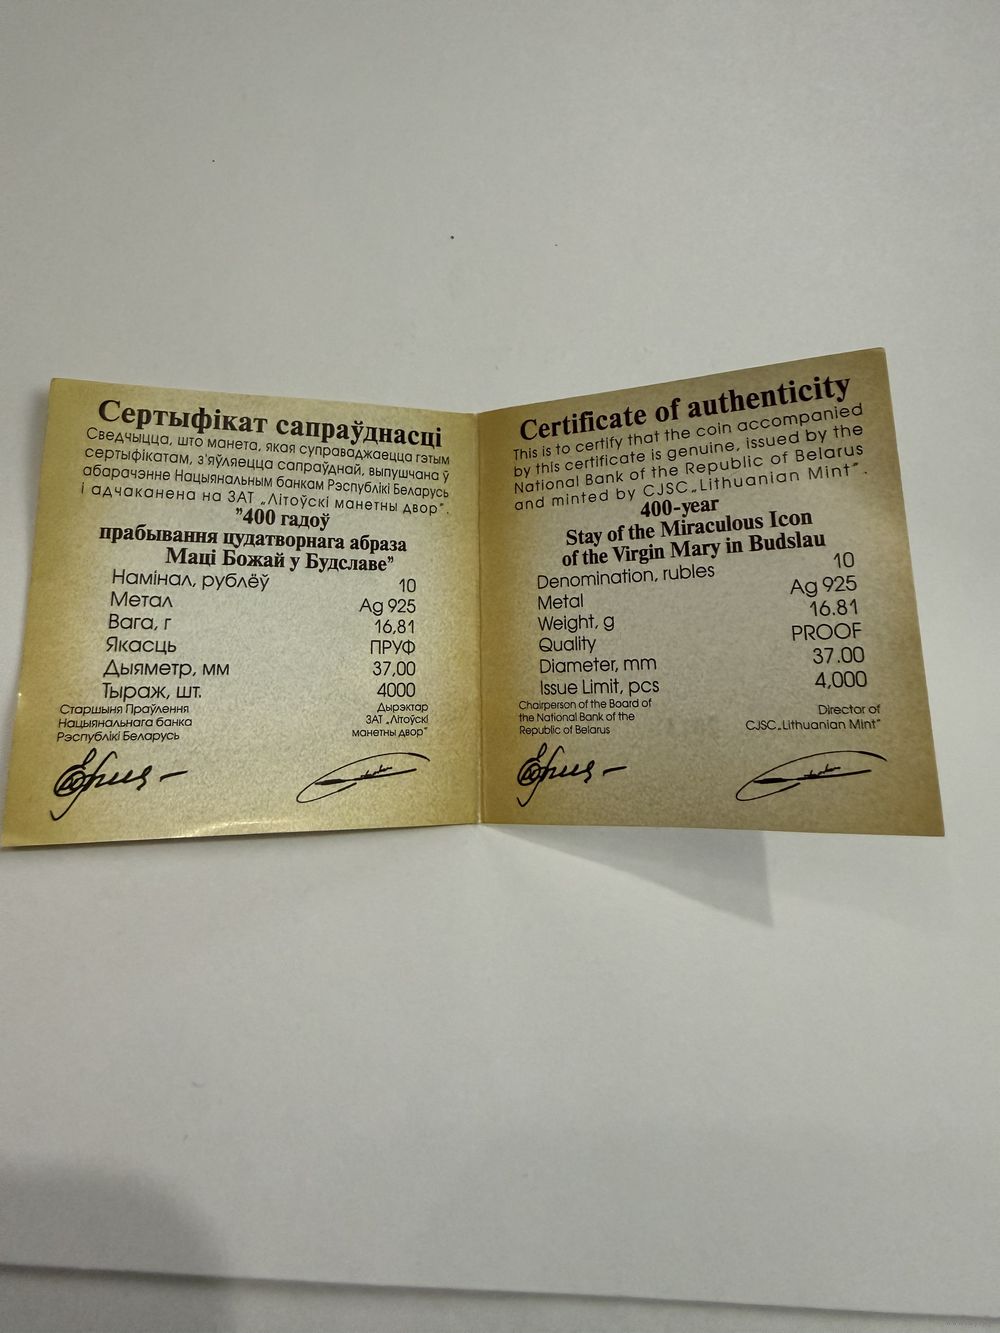 Сертыфікат сапраўднасці
Сведчыцца, што манета, якая суправаджаецца гэтым
сертыфікатам, з'яўляецца сапраўднай, выпушчана ў
абарачэнне Нацыянальным банкам Рэспублікі Беларусь
і адчаканена на ЗАТ „Літоўскі манетны двор".
"400 гадоў
прабывання цудатворнага абраза
Маці Божай у Будславе"
Намінал, рублёў 10
Метал Ag 925
Вага, г 16,81
Якасць ПРУФ
Дыяметр, мм 37,00
Тыраж, шт. 4000
Старшыня Праўлення
Нацыянальнага банка
Рэспублікі Беларусь
Дырэктар
ЗАТ „Літоўскі
манетны двор"
Certificate of authenticity
This is to certify that the coin accompanied
by this certificate is genuine, issued by the
National Bank of the Republic of Belarus
and minted by CJSC „Lithuanian Mint".
400-year
Stay of the Miraculous Icon
of the Virgin Mary in Budslau
Denomination, rubles 10
Metal Ag 925
Weight, g 16.81
Quality PROOF
Diameter, mm 37.00
Issue Limit, pcs 4,000
Chairperson of the Board of
the National Bank of the
Republic of Belarus
Director of
CJSC „Lithuanian Mint"